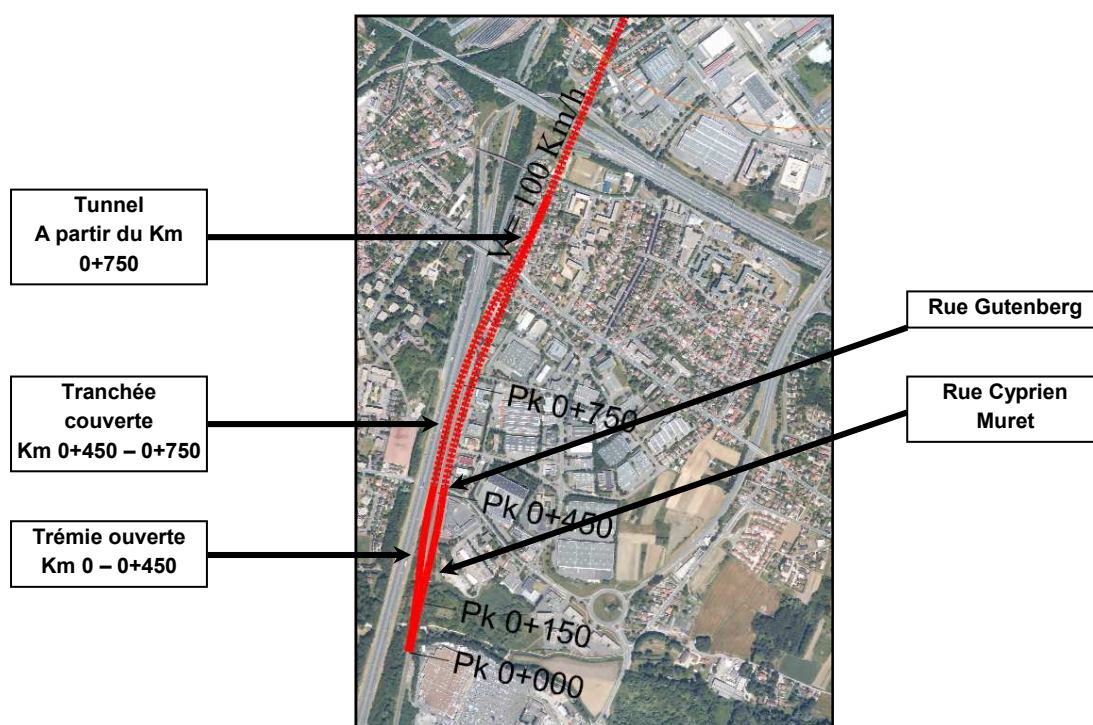 V = 100 Km/h
Tunnel
A partir du Km
0+750
Rue Gutenberg
Tranchée
couverte
Km 0+450 – 0+750
Rue Cyprien
Muret
Pk 0+750
Pk 0+450
Trémie ouverte
Km 0 – 0+450
Pk 0+150
Pk 0+000